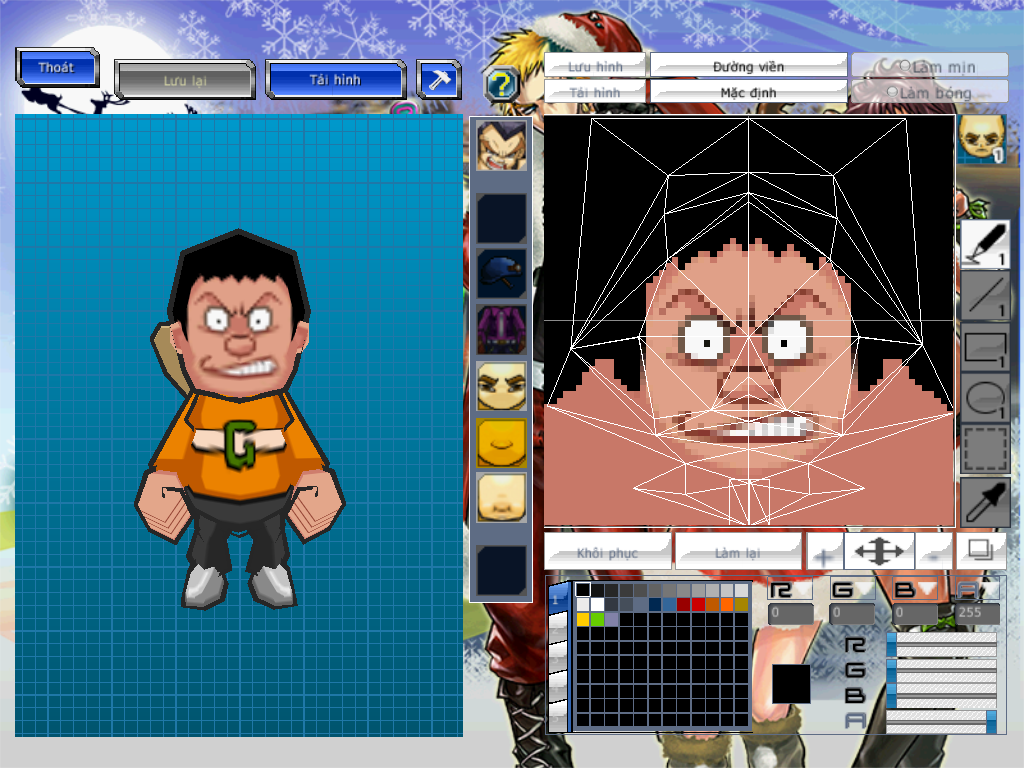 Thoát
Lưu lại
Tải hình
?
Lưu hình
Đường viền
Làm mịn
Tải hình
Mặc định
Làm bóng
1
1
1
1
1
G
Khôi phục
Làm lại
+
-
1
R
G
B
A
0
0
0
255
R
G
B
A